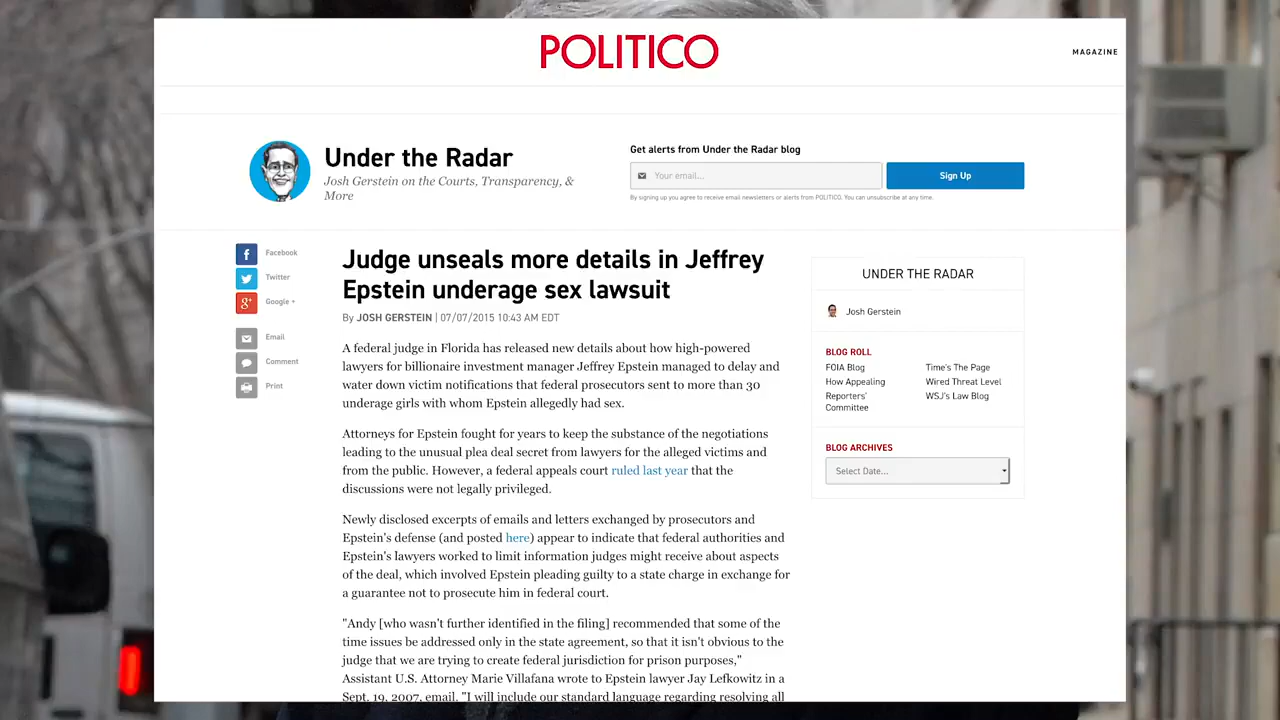 POLITICO
MAGAZINE
Under the Radar
Josh Gerstein on the Courts, Transparency, &
More
Get alerts from Under the Radar blog
Your email...
Sign Up
By signing up you agree to receive email newsletters or alerts from POLITICO. You can unsubscribe at any time.
Facebook
Twitter
Google +
Email
Comment
Print
Judge unseals more details in Jeffrey
Epstein underage sex lawsuit
By JOSH GERSTEIN | 07/07/2015 10:43 AM EDT
A federal judge in Florida has released new details about how high-powered
lawyers for billionaire investment manager Jeffrey Epstein managed to delay and
water down victim notifications that federal prosecutors sent to more than 30
underage girls with whom Epstein allegedly had sex.
Attorneys for Epstein fought for years to keep the substance of the negotiations
leading to the unusual plea deal secret from lawyers for the alleged victims and
from the public. However, a federal appeals court ruled last year that the
discussions were not legally privileged.
Newly disclosed excerpts of emails and letters exchanged by prosecutors and
Epstein's defense (and posted here) appear to indicate that federal authorities and
Epstein's lawyers worked to limit information judges might receive about aspects
of the deal, which involved Epstein pleading guilty to a state charge in exchange for
a guarantee not to prosecute him in federal court.
"Andy [who wasn't further identified in the filing] recommended that some of the
time issues be addressed only in the state agreement, so that it isn't obvious to the
judge that we are trying to create federal jurisdiction for prison purposes,"
Assistant U.S. Attorney Marie Villafana wrote to Epstein lawyer Jay Lefkowitz in a
Sept. 19, 2007, email. "I will include our standard language regarding resolving all
UNDER THE RADAR
Josh Gerstein
BLOG ROLL
FOIA Blog
Time's The Page
How Appealing
Wired Threat Level
Reporters'
Committee
WSJ's Law Blog
BLOG ARCHIVES
Select Date...